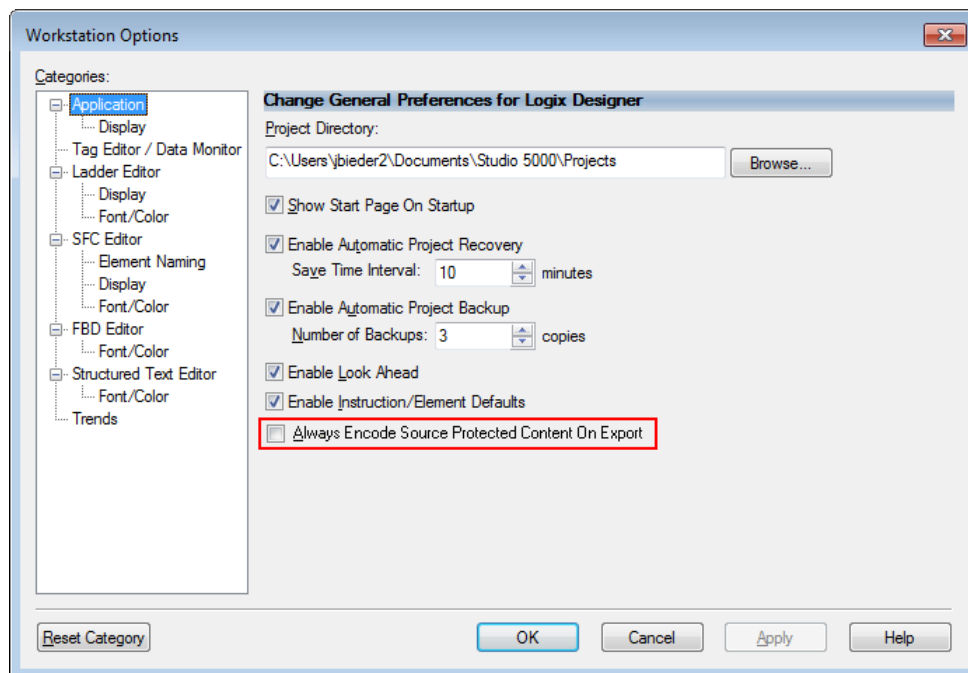 Workstation Options
Categories:
Application
Display
Tag Editor / Data Monitor
Ladder Editor
Display
Font/Color
SFC Editor
Element Naming
Display
Font/Color
FBD Editor
Font/Color
Structured Text Editor
Font/Color
Trends
Change General Preferences for Logix Designer
Project Directory:
C:\Users\jbieder2\Documents\Studio 5000\Projects
Browse...
Show Start Page On Startup
Enable Automatic Project Recovery
Save Time Interval: 10 minutes
Enable Automatic Project Backup
Number of Backups: 3 copies
Enable Look Ahead
Enable Instruction/Element Defaults
Always Encode Source Protected Content On Export
Reset Category OK Cancel Apply Help